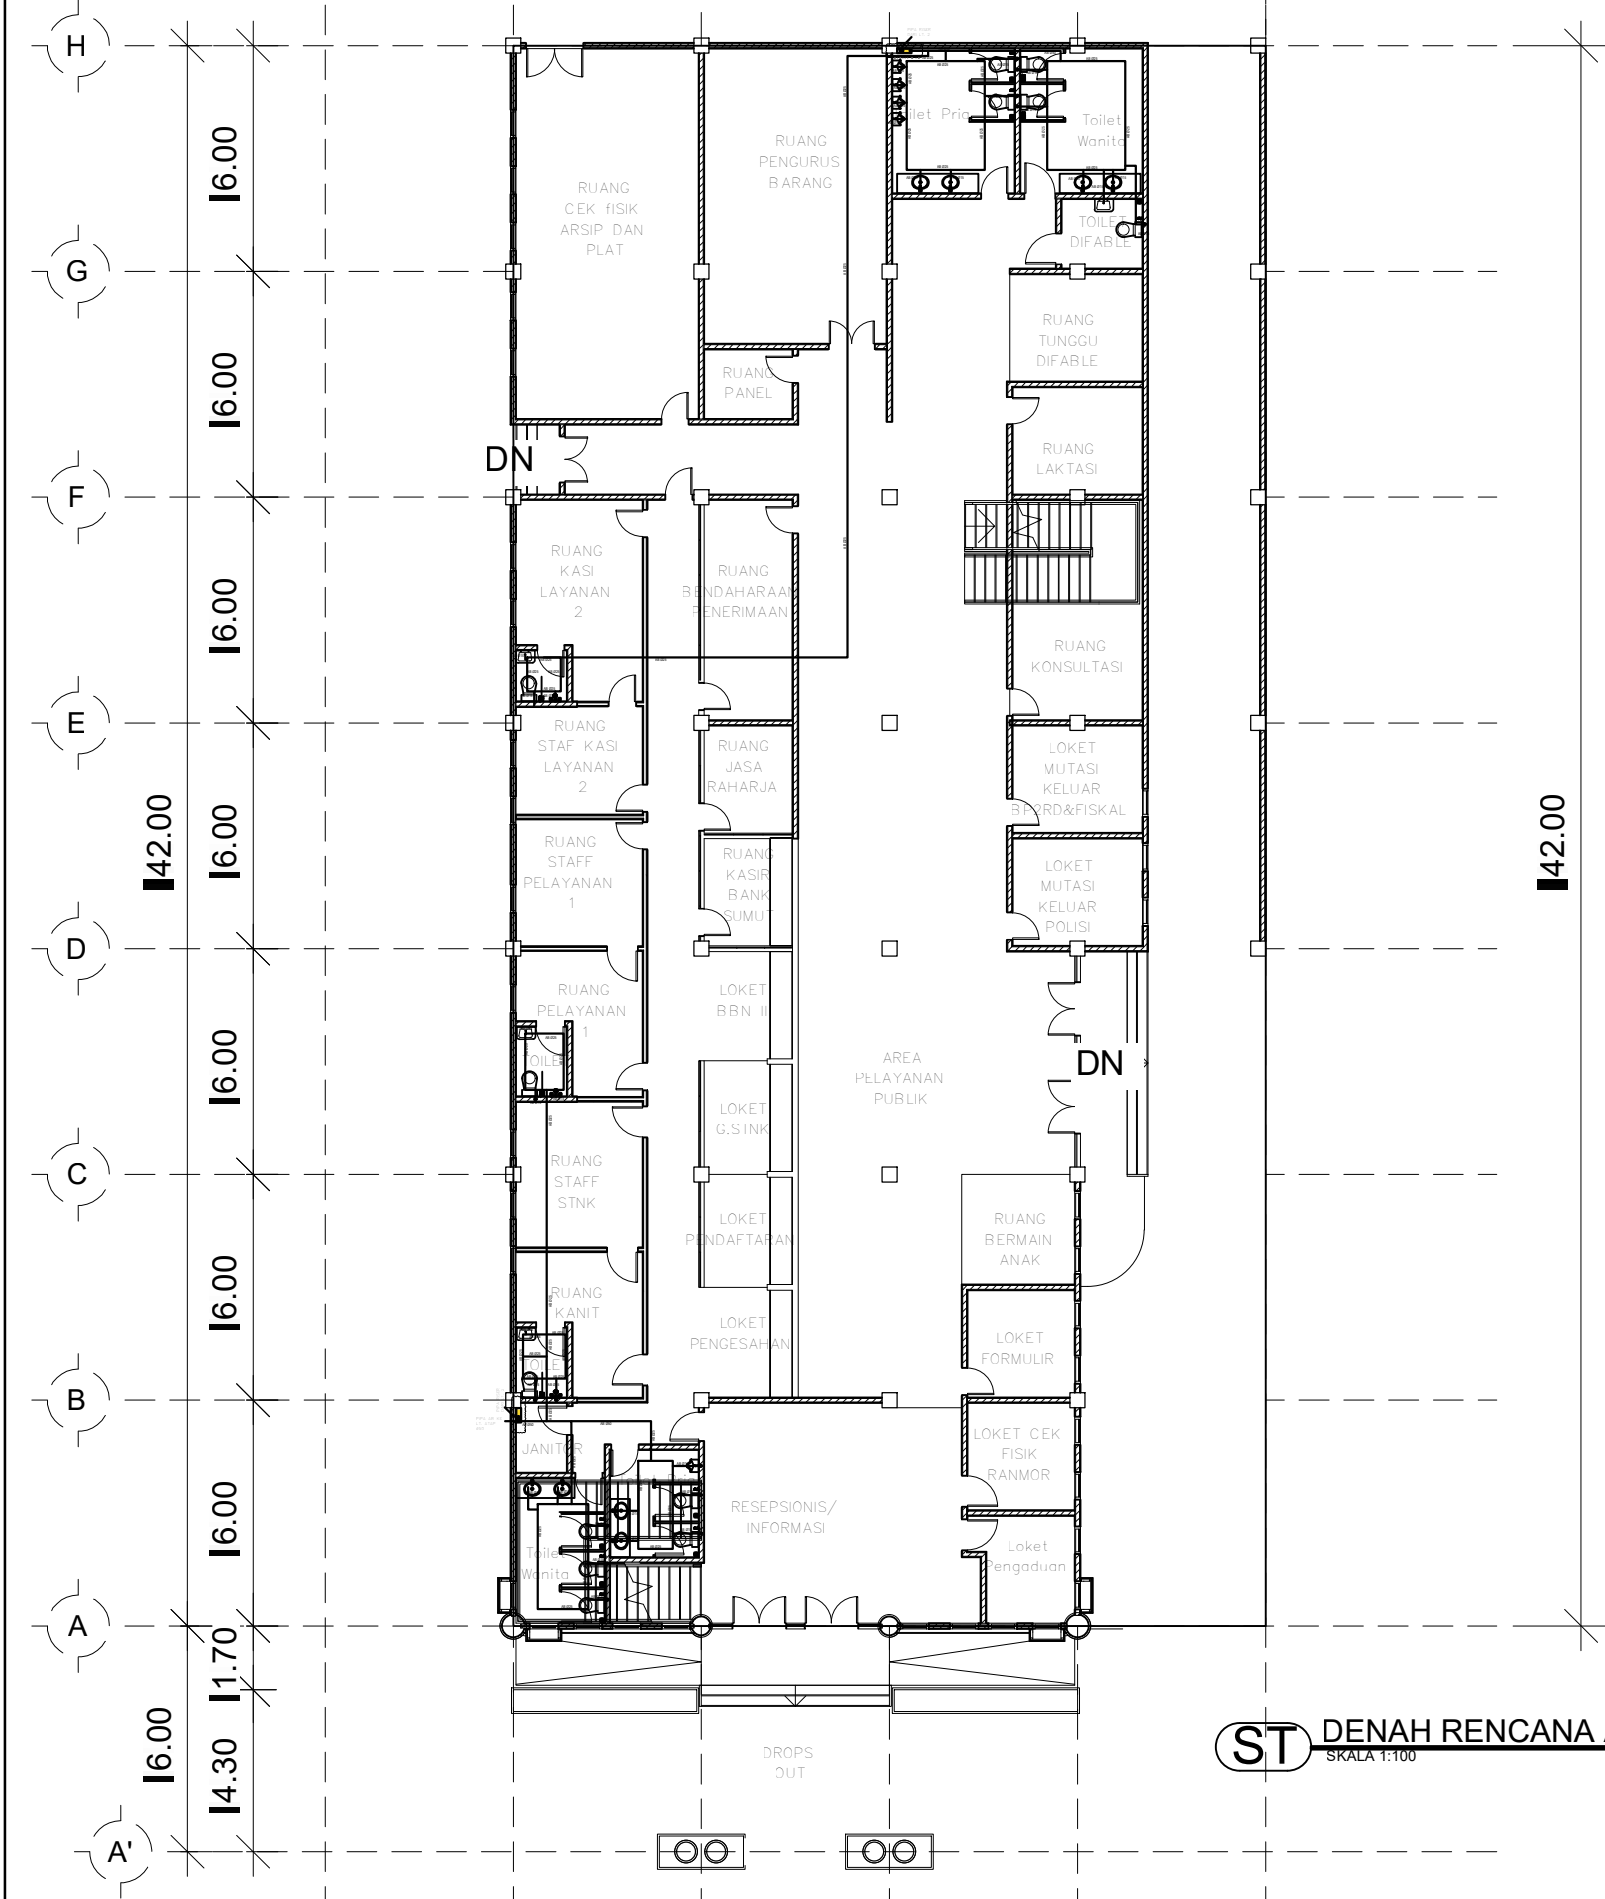 H
G
F
E
D
C
B
A
A'
6.00
6.00
6.00
6.00
6.00
6.00
6.00
42.00
1.70
4.30
6.00
42.00
RUANG
CEK fISIK
ARSIP DAN
PLAT
RUANG
PENGURUS
BARANG
ilet Pria
Toilet
Wanita
TOILET
DIFABLE
RUANG
TUNGGU
DIFABLE
RUANG
PANEL
RUANG
LAKTASI
DN
RUANG
KASI
LAYANAN
2
RUANG
BENDAHARAAN
PENERIMAAN
RUANG
KONSULTASI
RUANG
STAF KASI
LAYANAN
2
RUANG
JASA
RAHARJA
LOKET
MUTASI
KELUAR
BP2RD&FISKAL
RUANG
STAFF
PELAYANAN
1
RUANG
KASIR
BANK
SUMUT
LOKET
MUTASI
KELUAR
POLISI
RUANG
PELAYANAN
1
TOILET
LOKET
BBN II
AREA
PELAYANAN
PUBLIK
DN
LOKET
G.SINK
RUANG
STAFF
STNK
LOKET
PENDAFTARAN
RUANG
BERMAIN
ANAK
RUANG
KANIT
TOILET
LOKET
PENGESAHAN
LOKET
FORMULIR
JANITOR
LOKET CEK
FISIK
RANMOR
RESEPSIONIS/
INFORMASI
Toilet
Wanita
Loket
Pengaduan
DROPS
OUT
ST
DENAH RENCANA
SKALA 1:100